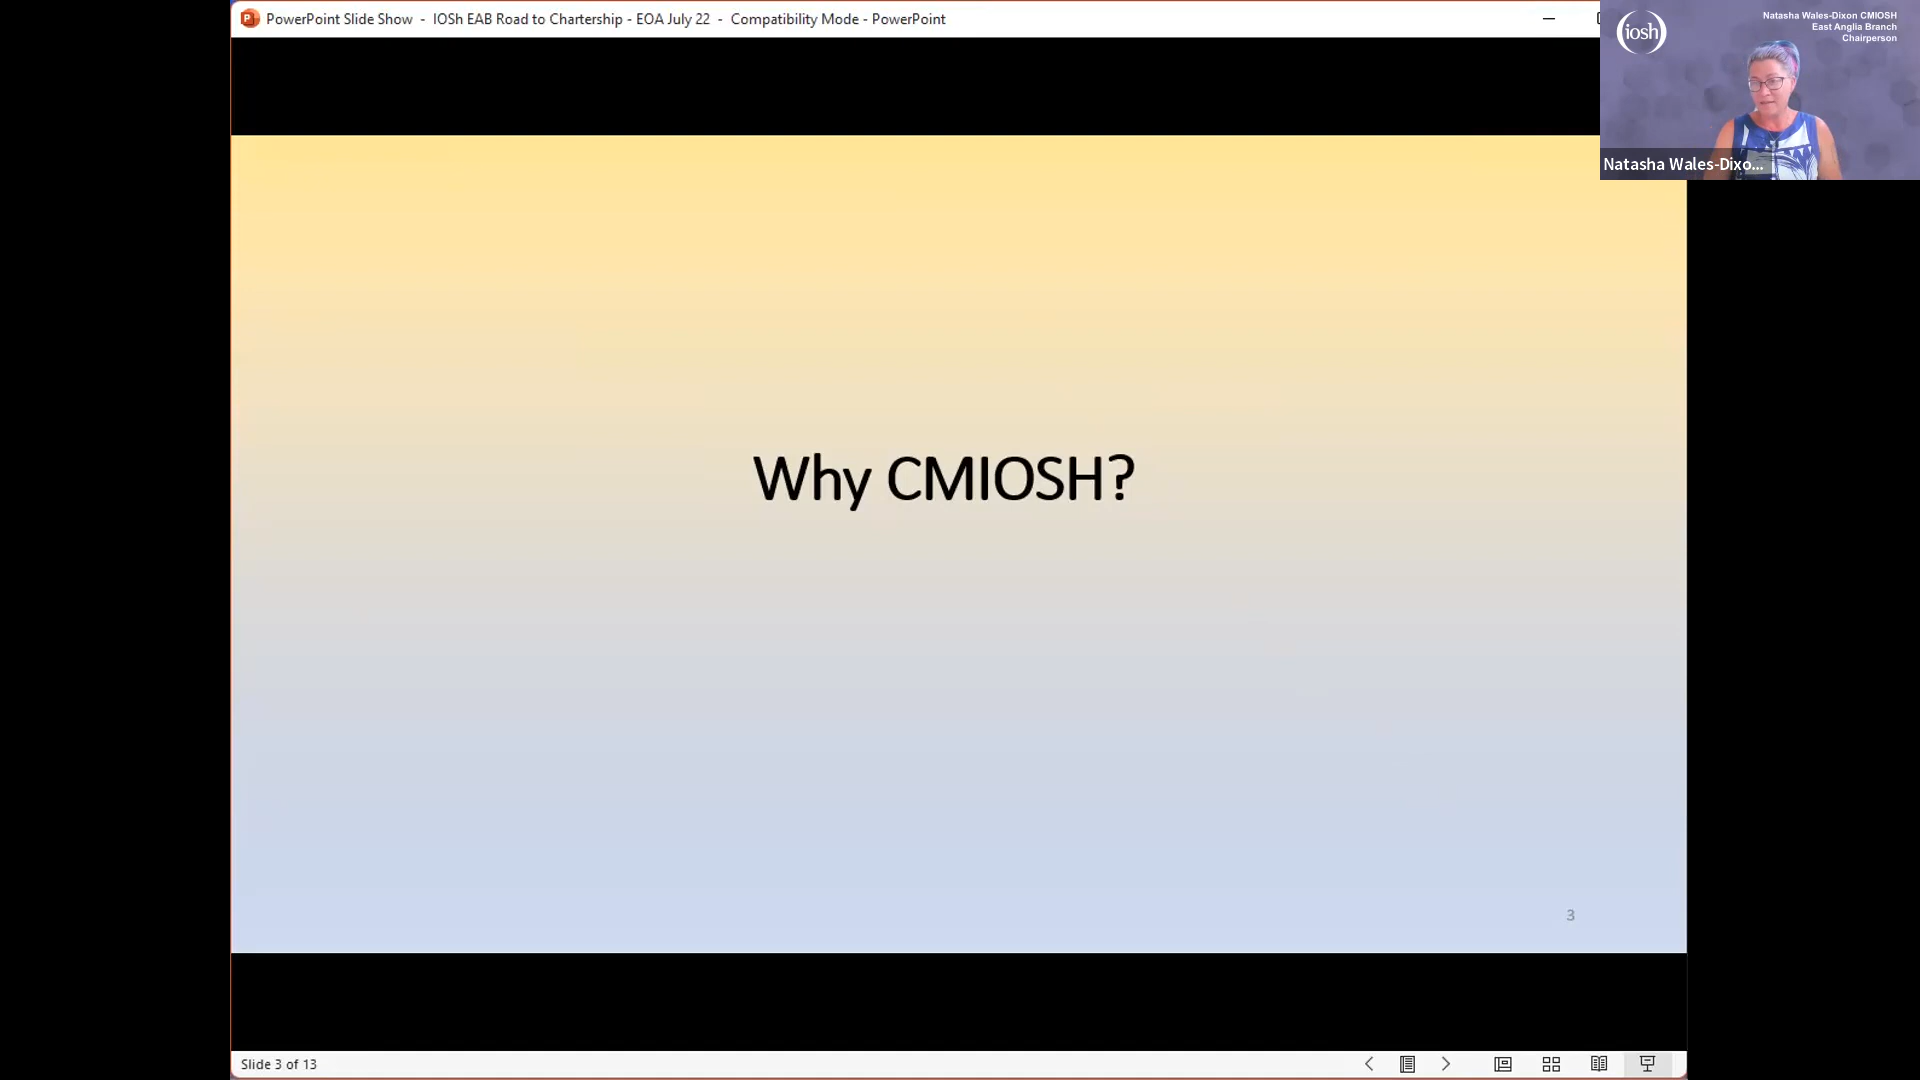 PowerPoint Slide Show - IOSh EAB Road to Chartership - EOA July 22 - Compatibility Mode - PowerPoint
iosh
Natasha Wales-Dixon CMIOSH
East Anglia Branch
Chairperson
Natasha Wales-Dixo...
Why CMIOSH?
3
Slide 3 of 13